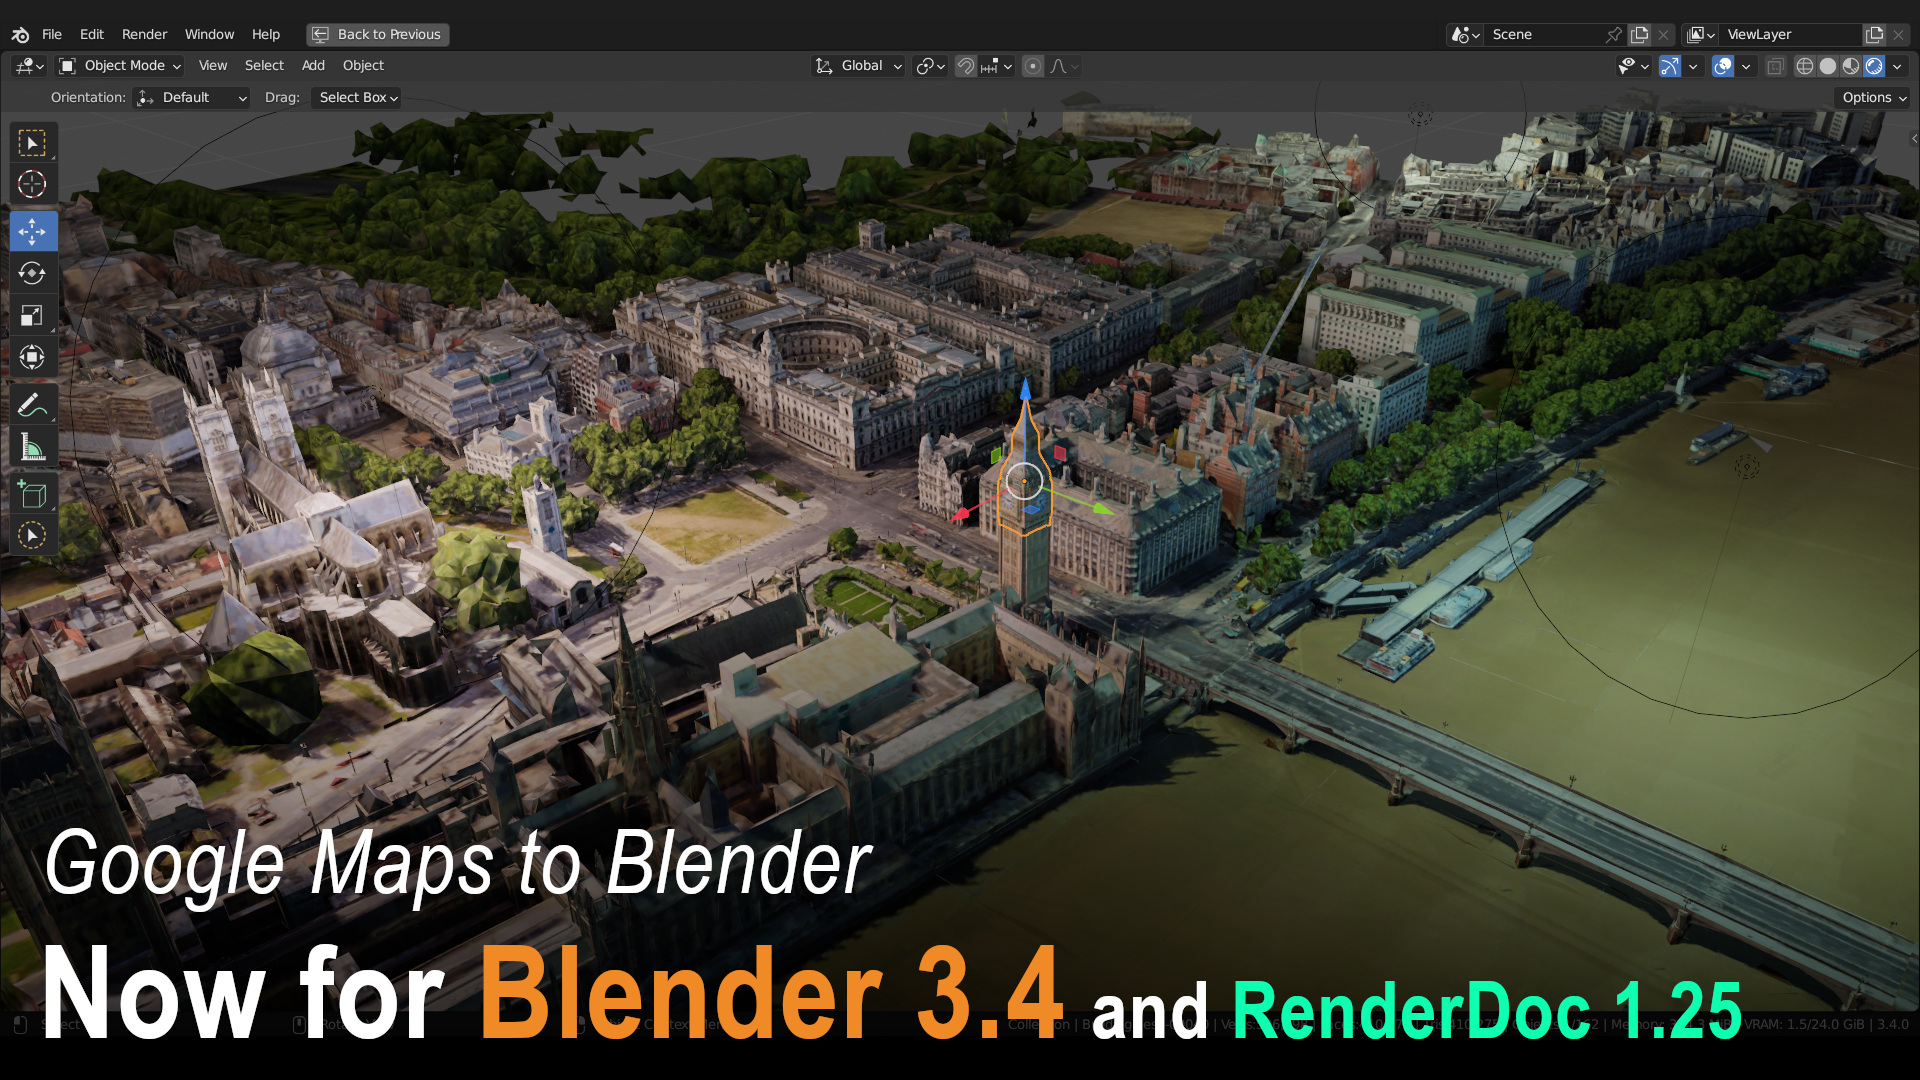 File Edit Render Window Help Back to Previous Scene ViewLayer
Object Mode View Select Add Object Global
Orientation: Default Drag: Select Box Options
Google Maps to Blender
Now for Blender 3.4 and RenderDoc 1.25
Select Collection | VRAM: 1.5/24.0 GiB | 3.4.0